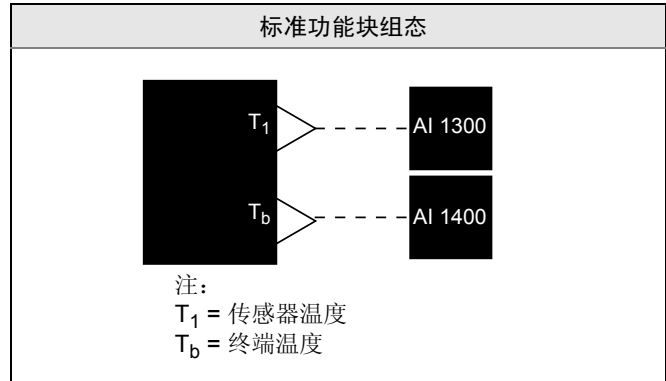 标准功能块组态
T1 AI 1300
Tb AI 1400
注：
T1 = 传感器温度
Tb = 终端温度